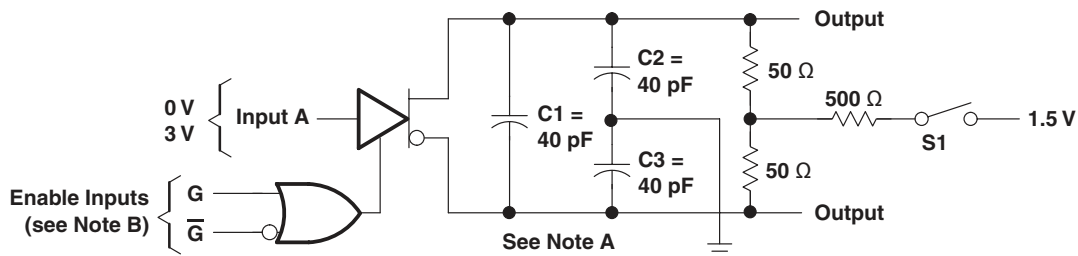 Output
C2 =
40 pF
50 Ω
0 V
3 V
Input A
C1 =
40 pF
500 Ω
1.5 V
S1
C3 =
40 pF
50 Ω
Enable Inputs
(see Note B)
G
G̅
Output
See Note A